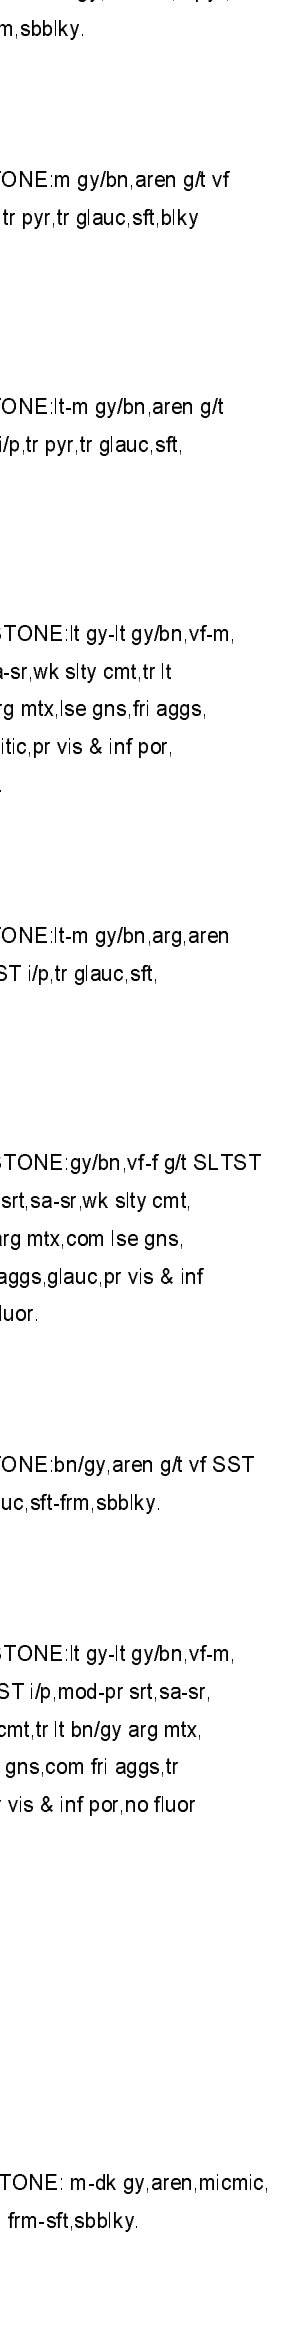 m,sbblky.
TONE:m gy/bn,aren g/t vf
tr pyr,tr glauc,sft,blky
TONE:lt-m gy/bn,aren g/t
i/p,tr pyr,tr glauc,sft,
STONE:lt gy-lt gy/bn,vf-m,
a-sr,wk slty cmt,tr lt
rg mtx,lse gns,fri aggs,
itic,pr vis & inf por,
.
TONE:lt-m gy/bn,arg,aren
ST i/p,tr glauc,sft,
STONE:gy/bn,vf-f g/t SLTST
srt,sa-sr,wk slty cmt,
arg mtx,com lse gns,
aggs,glauc,pr vis & inf
luor.
TONE:bn/gy,aren g/t vf SST
uc,sft-frm,sbblky.
STONE:lt gy-lt gy/bn,vf-m,
ST i/p,mod-pr srt,sa-sr,
cmt,tr lt bn/gy arg mtx,
gns,com fri aggs,tr
r vis & inf por,no fluor
TONE: m-dk gy,aren,micmic,
frm-sft,sbblky.